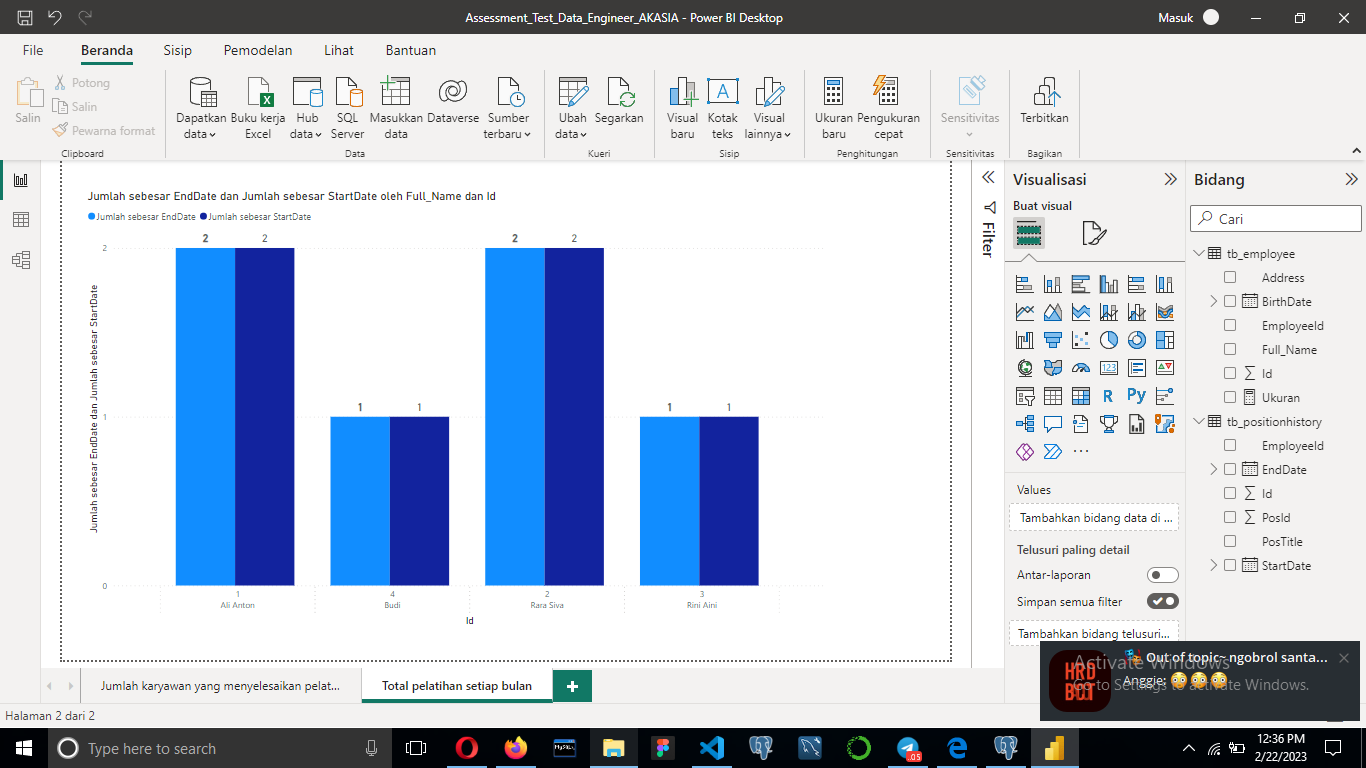 Assessment_Test_Data_Engineer_AKASIA - Power BI Desktop
Masuk
File Beranda Sisip Pemodelan Lihat Bantuan
Salin
Potong
Salin
Pewarna format
Clipboard
Dapatkan data
Buku kerja Excel
Hub data
SQL Server
Masukkan data
Dataverse
Sumber terbaru
Data
Ubah data
Segarkan
Kueri
Visual baru
Kotak teks
Visual lainnya
Sisip
Ukuran baru
Pengukuran cepat
Penghitungan
Sensitivitas
Sensitivitas
Terbitkan
Bagikan
Jumlah sebesar EndDate dan Jumlah sebesar StartDate oleh Full_Name dan Id
Jumlah sebesar EndDate Jumlah sebesar StartDate
Jumlah sebesar EndDate dan Jumlah sebesar StartDate
2
1
0
2 2
1 1
2 2
1 1
1 4 2 3
Ali Anton Budi Rara Siva Rini Aini
Id
Filter
Visualisasi
Buat visual
123
R Py
Values
Tambahkan bidang data di ...
Telusuri paling detail
Antar-laporan
Simpan semua filter
Tambahkan bidang telusuri...
Bidang
Cari
tb_employee
Address
BirthDate
EmployeeId
Full_Name
Id
Ukuran
tb_positionhistory
EmployeeId
EndDate
Id
PosId
PosTitle
StartDate
Jumlah karyawan yang menyelesaikan pelat...
Total pelatihan setiap bulan
Halaman 2 dari 2
HRD BOT
Out of topic~ ngobrol santa...
Anggie: 😳😳😳
Activate Windows
Go to Settings to activate Windows.
Type here to search
MySQL
.05
12:36 PM
2/22/2023